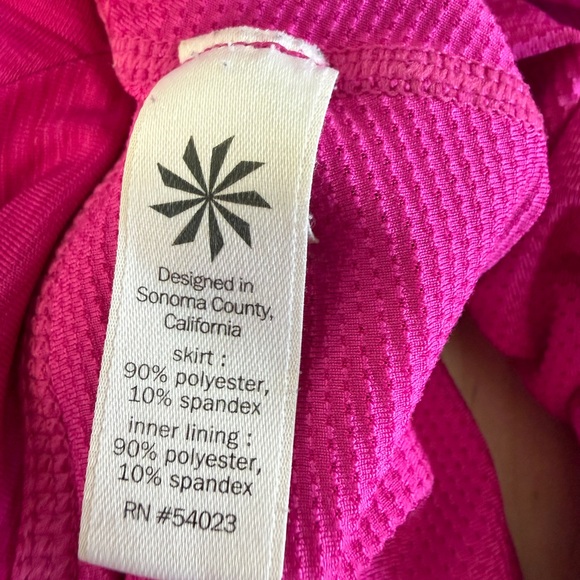 Designed in
Sonoma County,
California
skirt :
90% polyester,
10% spandex
inner lining :
90% polyester,
10% spandex
RN #54023